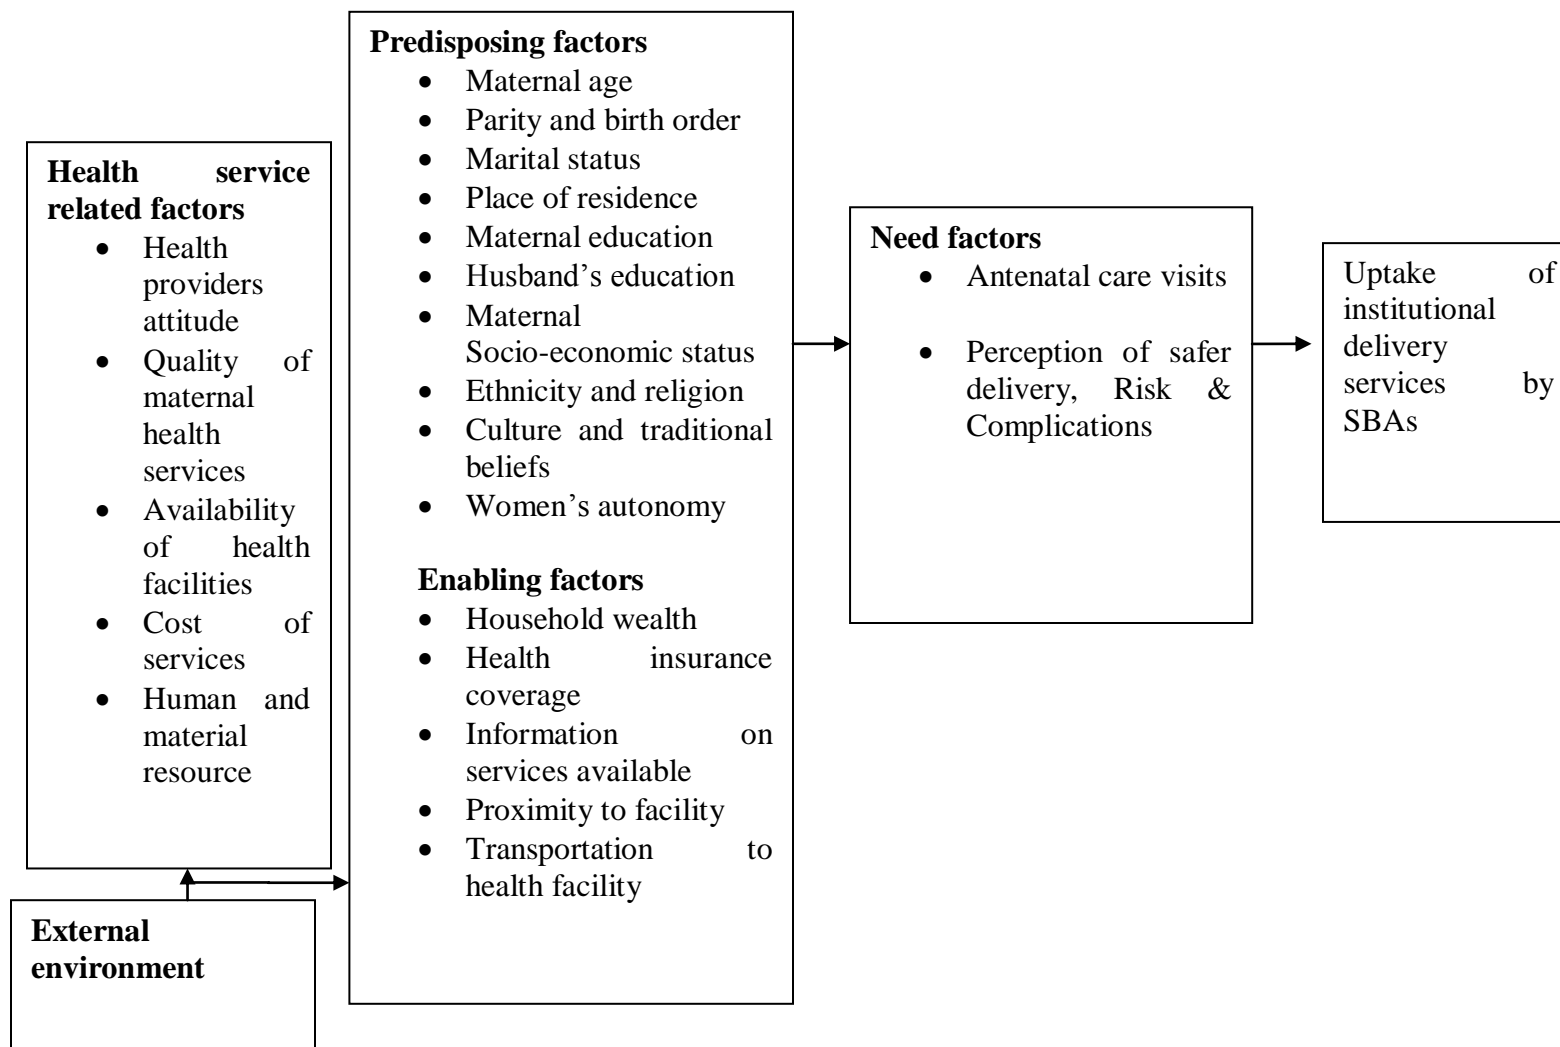 Health service
related factors
• Health
providers
attitude
• Quality of
maternal
health
services
• Availability
of health
facilities
• Cost of
services
• Human and
material
resource
External
environment
Predisposing factors
• Maternal age
• Parity and birth order
• Marital status
• Place of residence
• Maternal education
• Husband’s education
• Maternal
Socio-economic status
• Ethnicity and religion
• Culture and traditional
beliefs
• Women’s autonomy
Enabling factors
• Household wealth
• Health insurance
coverage
• Information on
services available
• Proximity to facility
• Transportation to
health facility
Need factors
• Antenatal care visits
• Perception of safer
delivery, Risk &
Complications
Uptake of
institutional
delivery
services by
SBAs